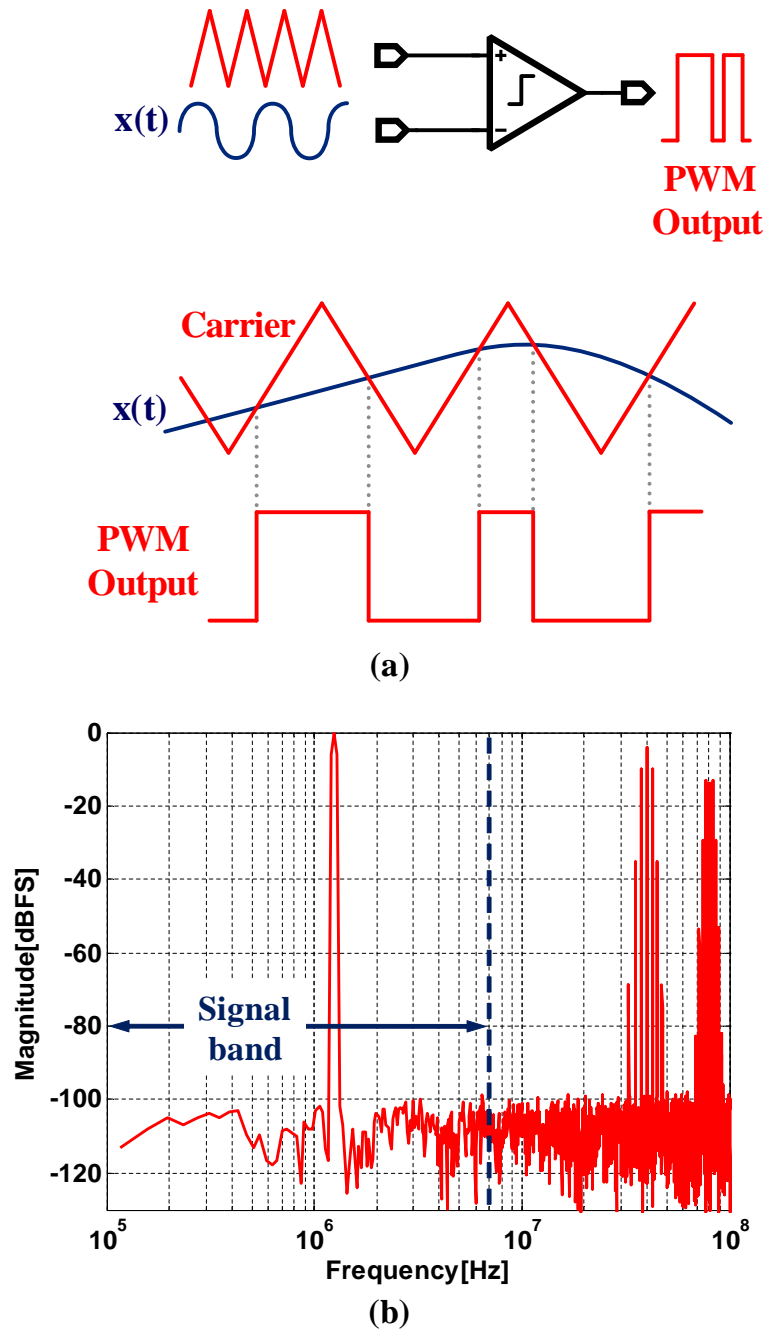 x(t)
+
−
PWM
Output
Carrier
x(t)
PWM
Output
(a)
0
-20
-40
-60
-80
-100
-120
Magnitude[dBFS]
Signal
band
10^5
10^6
10^7
10^8
Frequency[Hz]
(b)